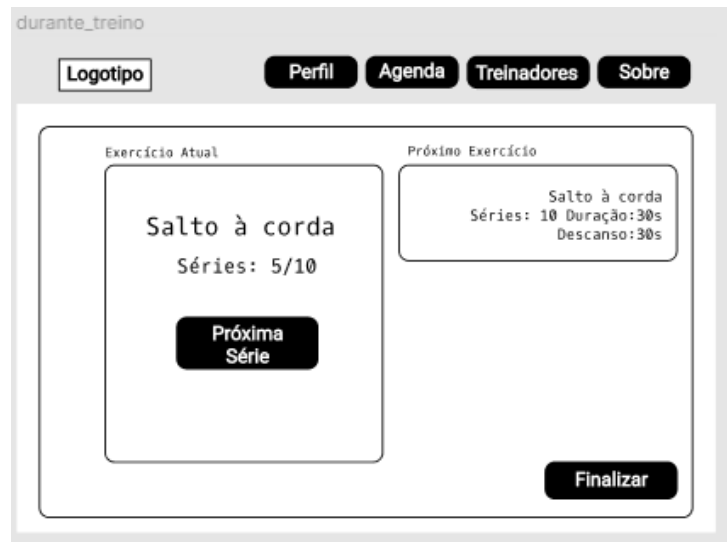 durante_treino
Logotipo
Perfil
Agenda
Treinadores
Sobre
Exercício Atual
Salto à corda
Séries: 5/10
Próxima
Série
Próximo Exercício
Salto à corda
Séries: 10 Duração:30s
Descanso:30s
Finalizar